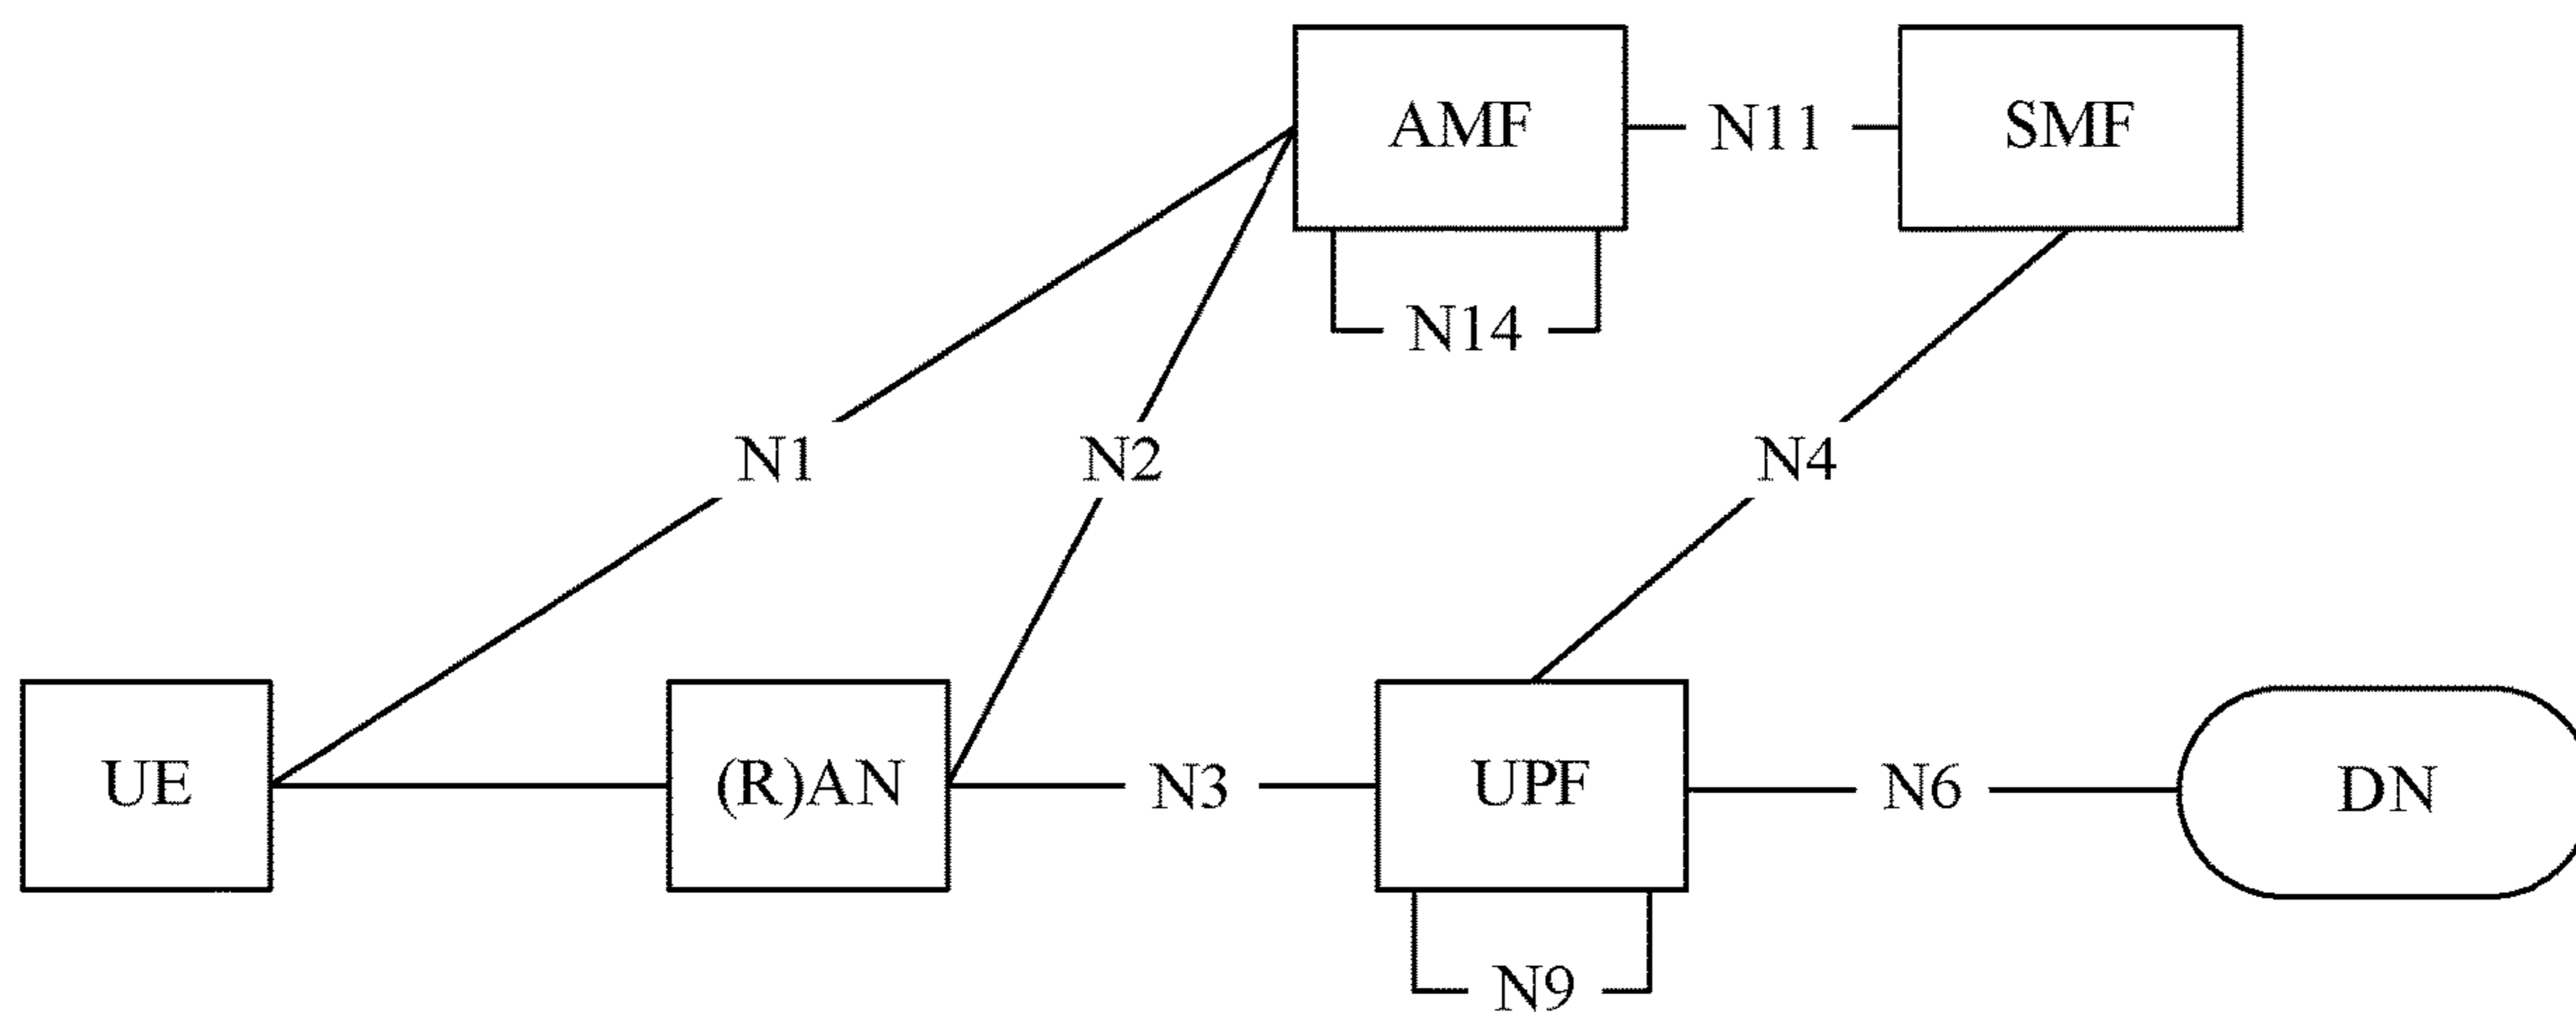 AMF N11 SMF
N14
N1 N2 N4
UE (R)AN N3 UPF N6 DN
N9